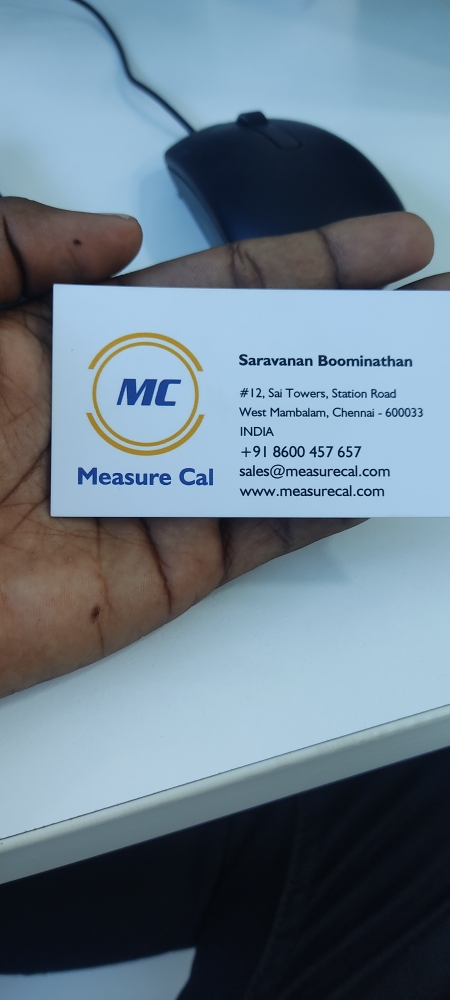 MC
Measure Cal
Saravanan Boominathan
#12, Sai Towers, Station Road
West Mambalam, Chennai - 600033
INDIA
+91 8600 457 657
sales@measurecal.com
www.measurecal.com